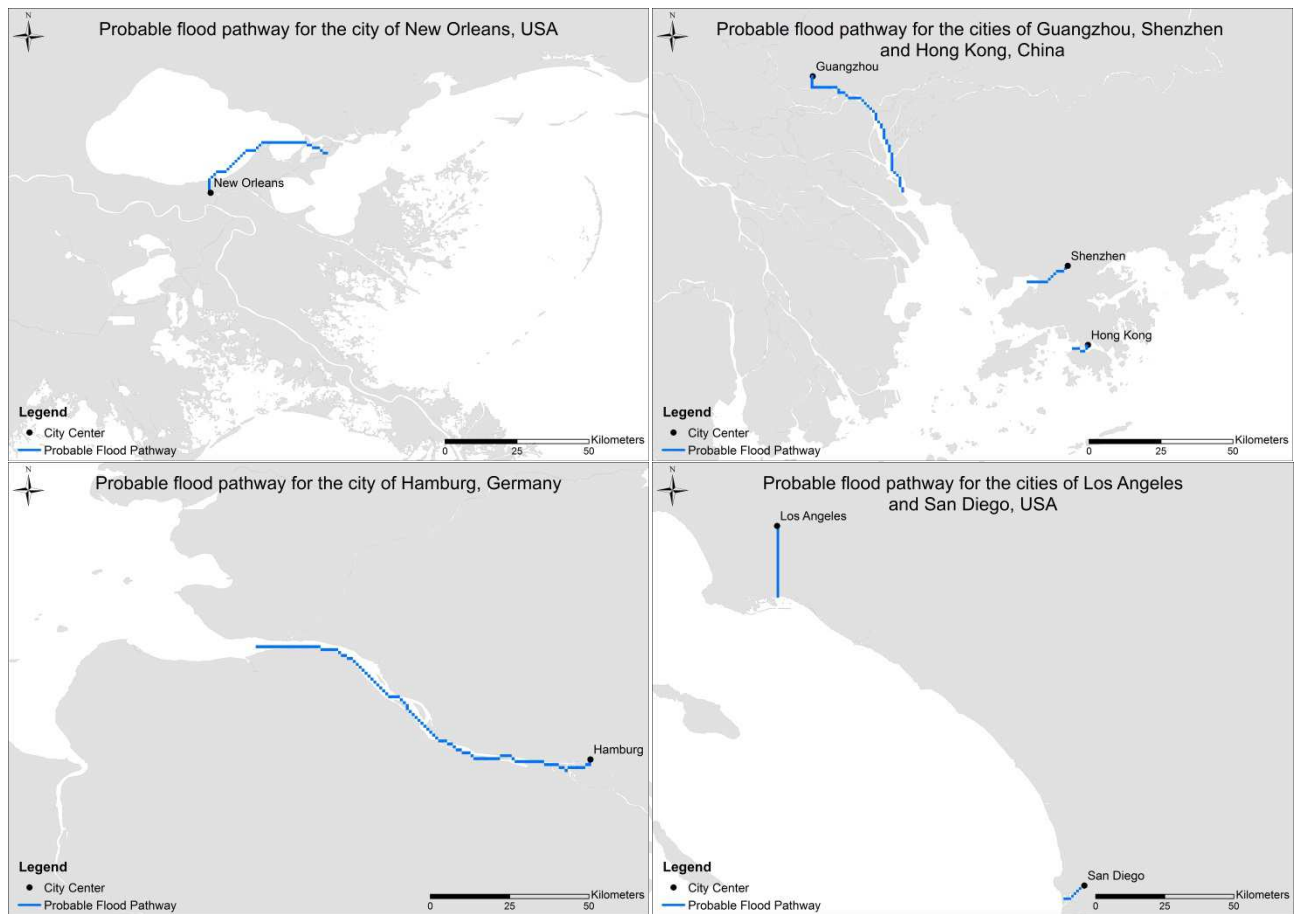 N
Probable flood pathway for the city of New Orleans, USA
New Orleans
Legend
City Center
Probable Flood Pathway
Kilometers
0 25 50
N
Probable flood pathway for the cities of Guangzhou, Shenzhen
and Hong Kong, China
Guangzhou
Shenzhen
Hong Kong
Legend
City Center
Probable Flood Pathway
Kilometers
0 25 50
N
Probable flood pathway for the city of Hamburg, Germany
Hamburg
Legend
City Center
Probable Flood Pathway
Kilometers
0 25 50
N
Probable flood pathway for the cities of Los Angeles
and San Diego, USA
Los Angeles
San Diego
Legend
City Center
Probable Flood Pathway
Kilometers
0 25 50